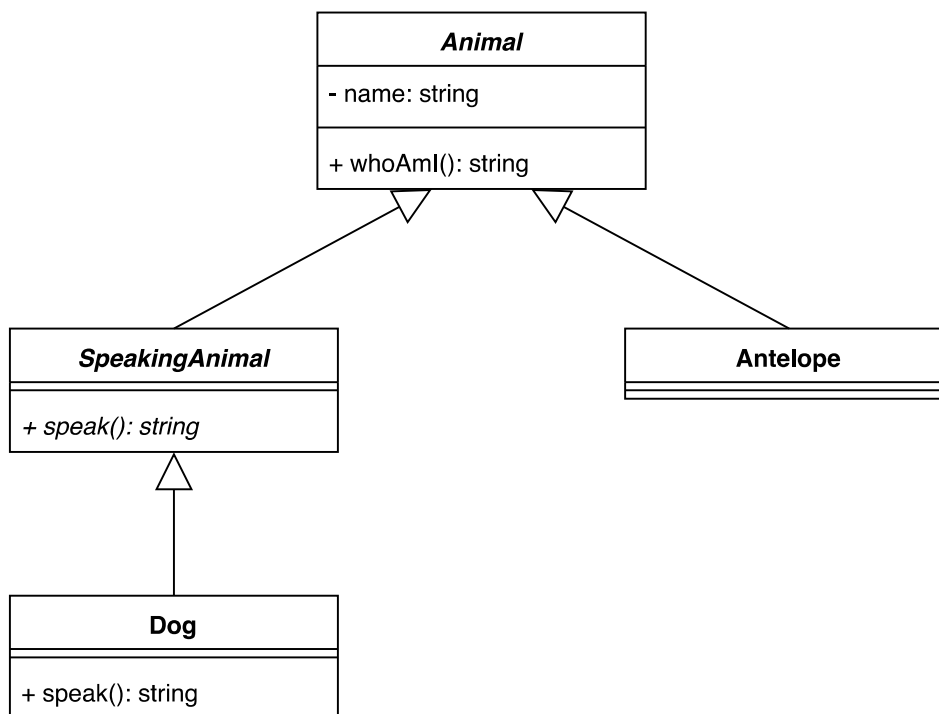 Animal
- name: string
+ whoAmI(): string
SpeakingAnimal
+ speak(): string
Antelope
Dog
+ speak(): string